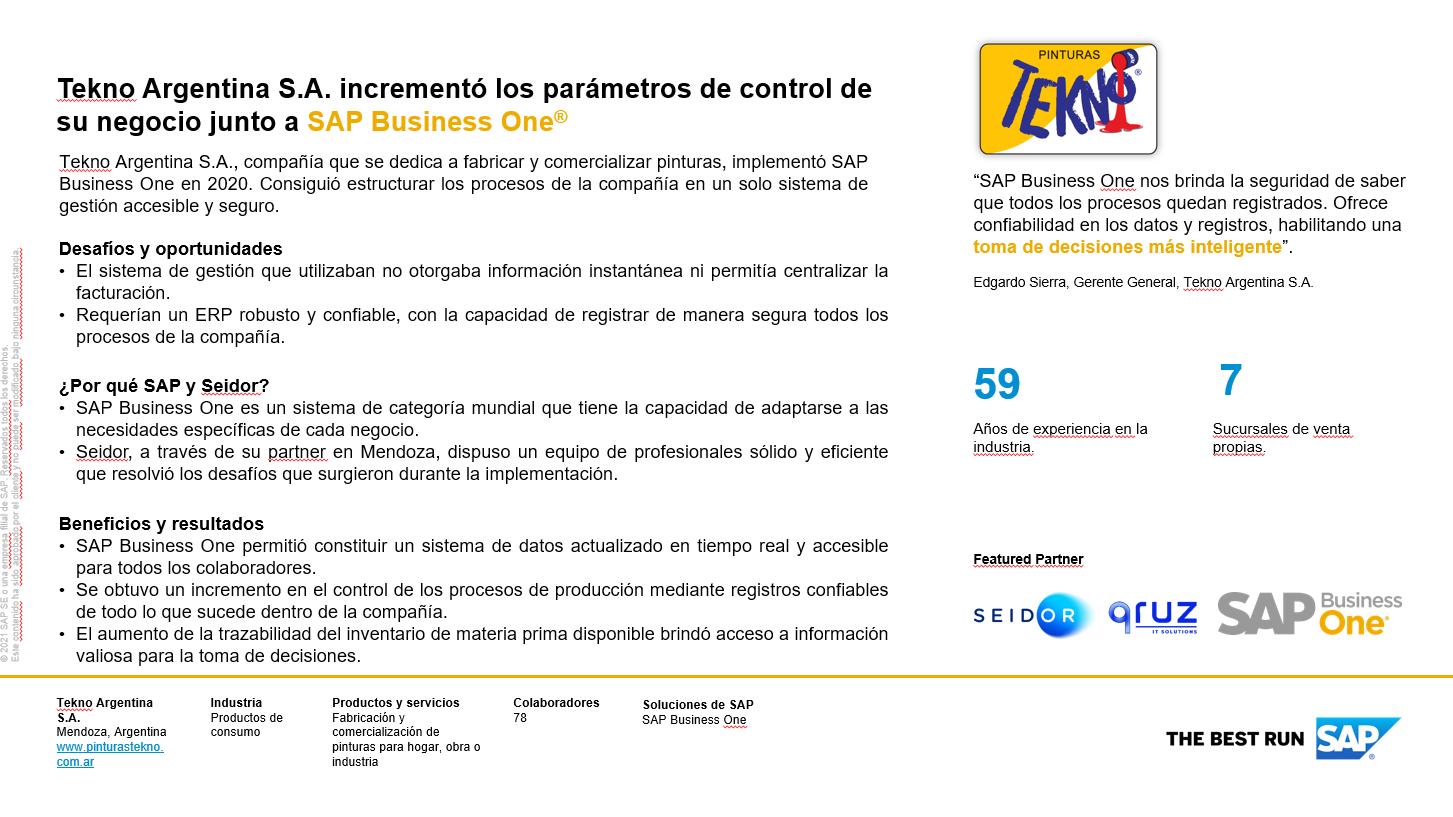 Tekno Argentina S.A. incrementó los parámetros de control de
su negocio junto a SAP Business One®
Tekno Argentina S.A., compañía que se dedica a fabricar y comercializar pinturas, implementó SAP
Business One en 2020. Consiguió estructurar los procesos de la compañía en un solo sistema de
gestión accesible y seguro.
Desafíos y oportunidades
• El sistema de gestión que utilizaban no otorgaba información instantánea ni permitía centralizar la
facturación.
• Requerían un ERP robusto y confiable, con la capacidad de registrar de manera segura todos los
procesos de la compañía.
¿Por qué SAP y Seidor?
• SAP Business One es un sistema de categoría mundial que tiene la capacidad de adaptarse a las
necesidades específicas de cada negocio.
• Seidor, a través de su partner en Mendoza, dispuso un equipo de profesionales sólido y eficiente
que resolvió los desafíos que surgieron durante la implementación.
Beneficios y resultados
• SAP Business One permitió constituir un sistema de datos actualizado en tiempo real y accesible
para todos los colaboradores.
• Se obtuvo un incremento en el control de los procesos de producción mediante registros confiables
de todo lo que sucede dentro de la compañía.
• El aumento de la trazabilidad del inventario de materia prima disponible brindó acceso a información
valiosa para la toma de decisiones.
PINTURAS
TEKNO®
“SAP Business One nos brinda la seguridad de saber
que todos los procesos quedan registrados. Ofrece
confiabilidad en los datos y registros, habilitando una
toma de decisiones más inteligente”.
Edgardo Sierra, Gerente General, Tekno Argentina S.A.
59
Años de experiencia en la
industria.
7
Sucursales de venta
propias.
Featured Partner
SEIDOR
qruz
IT SOLUTIONS
SAP Business
One®
© 2021 SAP SE o una empresa filial de SAP. Reservados todos los derechos.
Este contenido ha sido aprobado por el cliente y no puede ser modificado bajo ninguna circunstancia.
Tekno Argentina
S.A.
Mendoza, Argentina
www.pinturastekno.
com.ar
Industria
Productos de
consumo
Productos y servicios
Fabricación y
comercialización de
pinturas para hogar, obra o
industria
Colaboradores
78
Soluciones de SAP
SAP Business One
THE BEST RUN SAP®